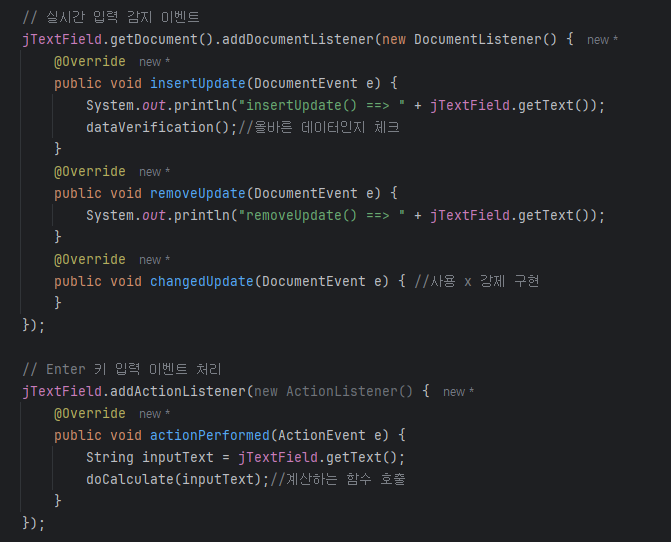 // 실시간 입력 감지 이벤트
jTextField.getDocument().addDocumentListener(new DocumentListener() { new *
@Override new *
public void insertUpdate(DocumentEvent e) {
System.out.println("insertUpdate() ==> " + jTextField.getText());
dataVerification();//올바른 데이터인지 체크
}
@Override new *
public void removeUpdate(DocumentEvent e) {
System.out.println("removeUpdate() ==> " + jTextField.getText());
}
@Override new *
public void changedUpdate(DocumentEvent e) { //사용 x 강제 구현
}
});
// Enter 키 입력 이벤트 처리
jTextField.addActionListener(new ActionListener() { new *
@Override new *
public void actionPerformed(ActionEvent e) {
String inputText = jTextField.getText();
doCalculate(inputText);//계산하는 함수 호출
}
});